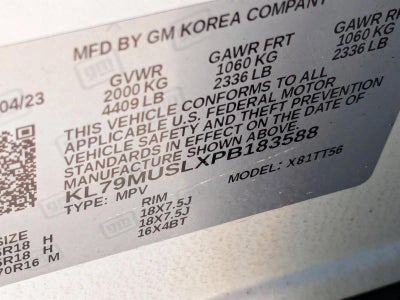 MFD BY GM KOREA COMPANY
04/23
GVWR GAWR FRT GAWR RR
2000 KG 1060 KG 1060 KG
4409 LB 2336 LB 2336 LB
THIS VEHICLE CONFORMS TO ALL
APPLICABLE U.S. FEDERAL MOTOR
VEHICLE SAFETY AND THEFT PREVENTION
STANDARDS IN EFFECT ON THE DATE OF
MANUFACTURE SHOWN ABOVE.
KL79MUSLXPB183588
TYPE: MPV MODEL: X81TT56
SIZE RIM
R18 H 18X7.5J
R18 H 18X7.5J
70R16 M 16X4BT